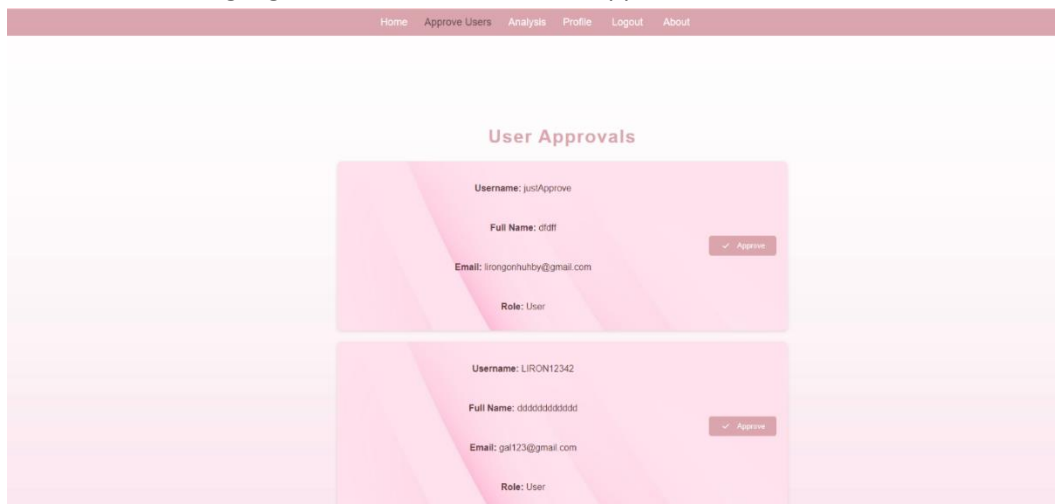 Home Approve Users Analysis Profile Logout About
User Approvals
Username: justApprove
Full Name: dfdff
Email: lirongonhuhby@gmail.com
Role: User
Approve
Username: LIRON12342
Full Name: dddddddddddd
Email: gal123@gmail.com
Role: User
Approve